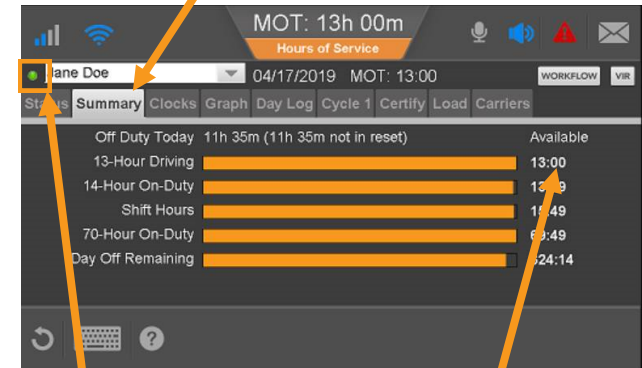 MOT: 13h 00m
Hours of Service
Jane Doe 04/17/2019 MOT: 13:00 WORKFLOW VIR
Status Summary Clocks Graph Day Log Cycle 1 Certify Load Carriers
Off Duty Today 11h 35m (11h 35m not in reset) Available
13-Hour Driving 13:00
14-Hour On-Duty
Shift Hours
70-Hour On-Duty
Day Off Remaining